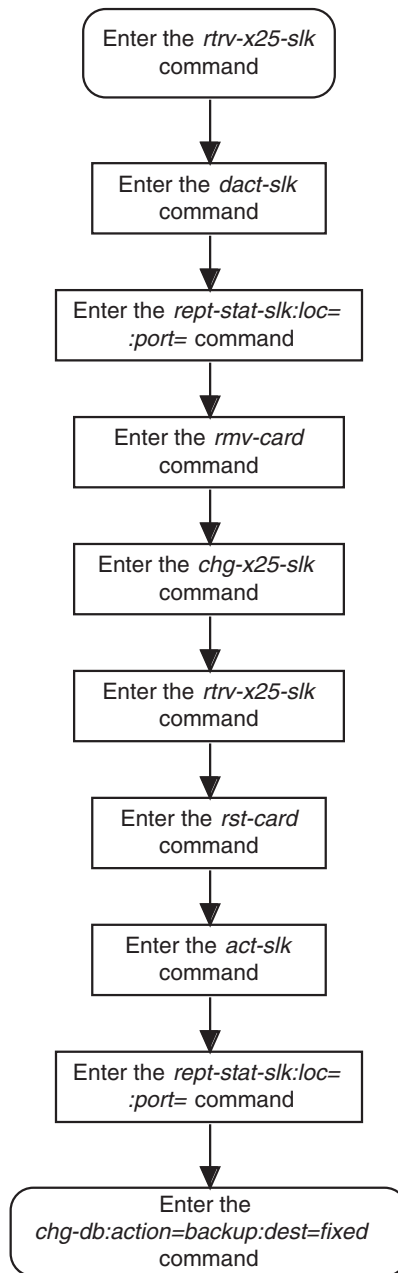 Enter the rtrv-x25-slk
command
Enter the dact-slk
command
Enter the rept-stat-slk:loc=
:port= command
Enter the rmv-card
command
Enter the chg-x25-slk
command
Enter the rtrv-x25-slk
command
Enter the rst-card
command
Enter the act-slk
command
Enter the rept-stat-slk:loc=
:port= command
Enter the
chg-db:action=backup:dest=fixed
command